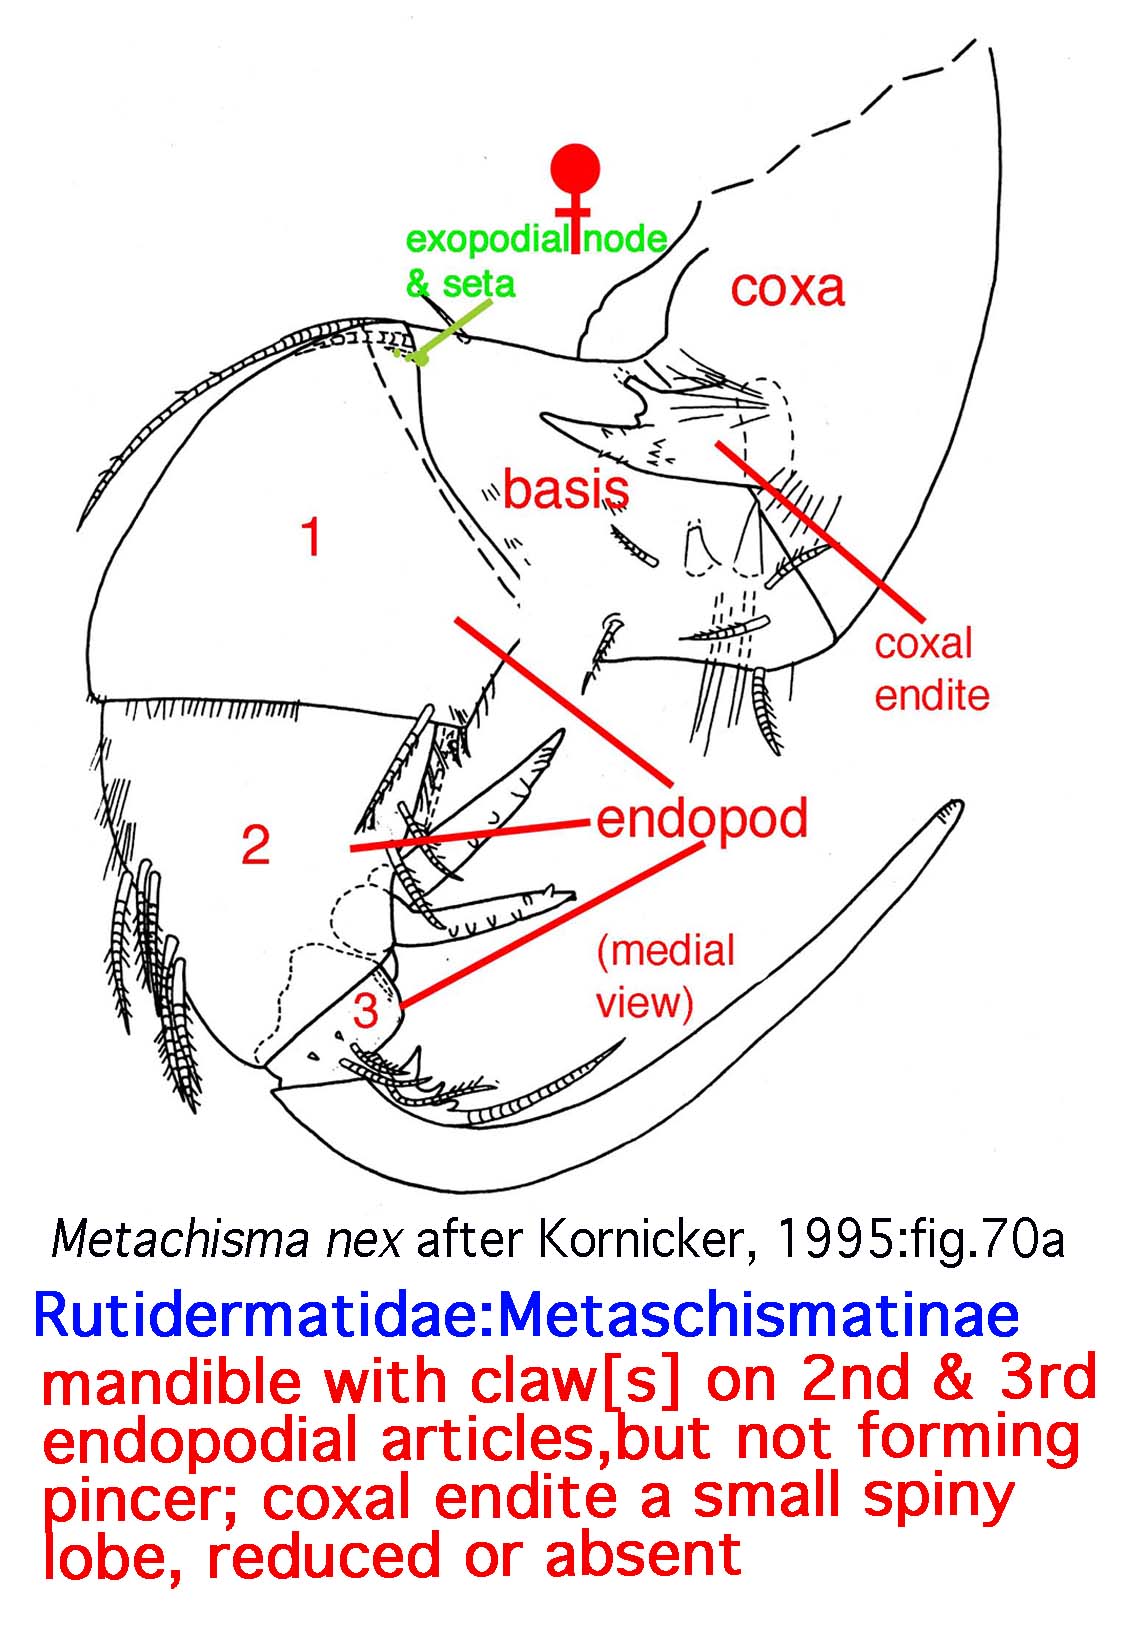 exopodial node
& seta
coxa
basis
1
coxal
endite
endopod
2
(medial
view)
3
Metachisma nex after Kornicker, 1995:fig.70a
Rutidermatidae:Metaschismatinae
mandible with claw[s] on 2nd & 3rd
endopodial articles,but not forming
pincer; coxal endite a small spiny
lobe, reduced or absent